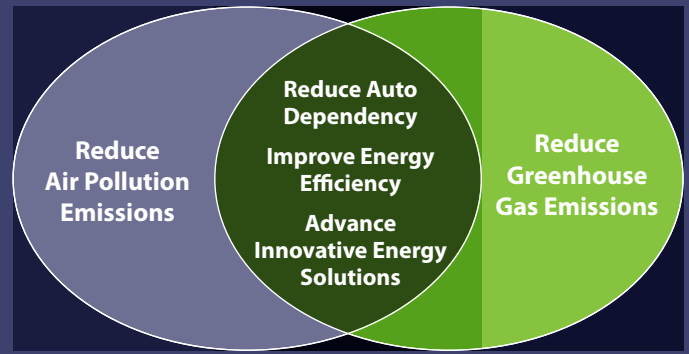 Reduce
Air Pollution
Emissions
Reduce Auto
Dependency
Improve Energy
Efficiency
Advance
Innovative Energy
Solutions
Reduce
Greenhouse
Gas Emissions